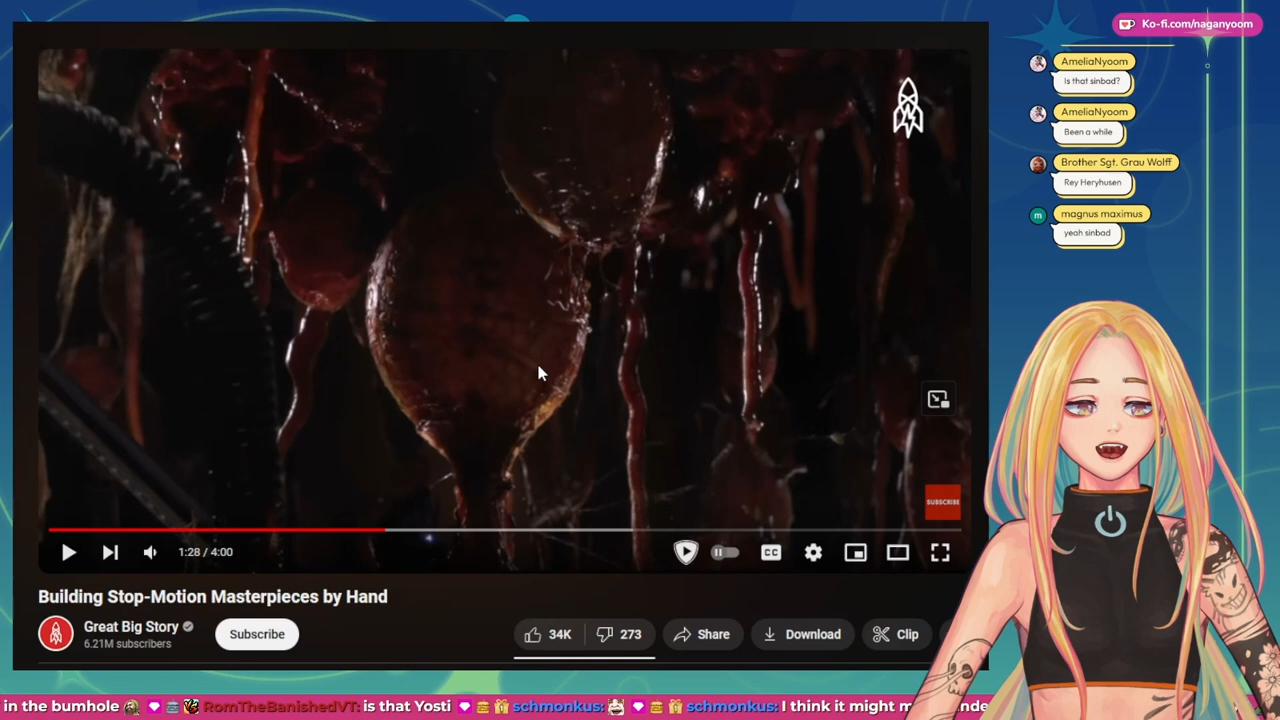 Ko-fi.com/naganyoom
AmeliaNyoom
Is that sinbad?
AmeliaNyoom
Been a while
Brother Sgt. Grau Wolff
Rey Heryhusen
m
magnus maximus
yeah sinbad
SUBSCRIBE
1:28 / 4:00
CC
Building Stop-Motion Masterpieces by Hand
Great Big Story
6.21M subscribers
Subscribe
34K
273
Share
Download
Clip
in the bumhole RomTheBanishedVT: is that Yosti schmonkus: schmonkus: I think it might